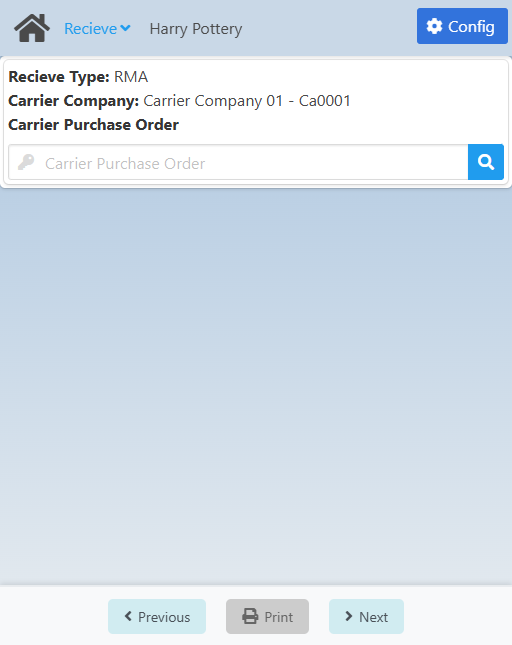 Recieve Harry Pottery Config
Recieve Type: RMA
Carrier Company: Carrier Company 01 - Ca0001
Carrier Purchase Order
Carrier Purchase Order
Previous Print Next